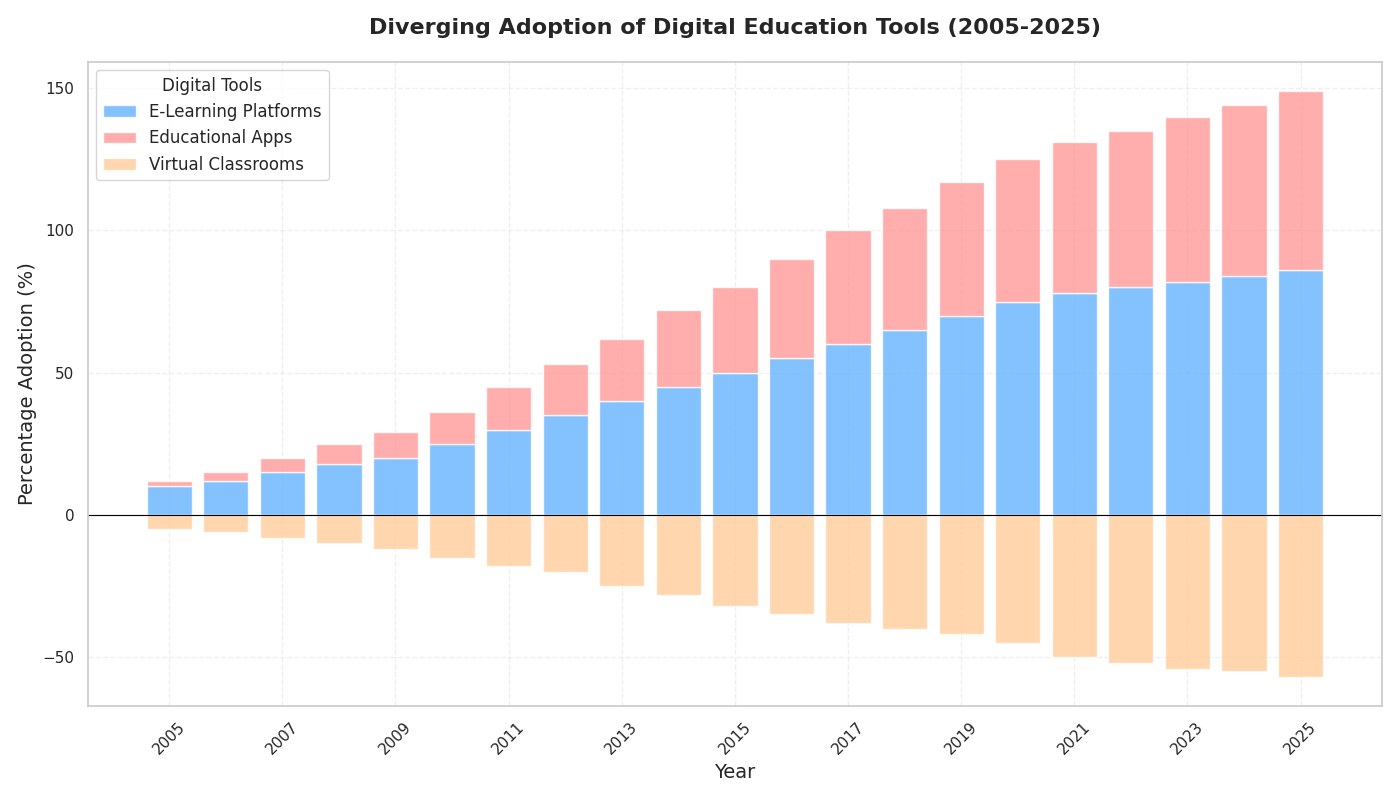 Diverging Adoption of Digital Education Tools (2005-2025)
Digital Tools
E-Learning Platforms
Educational Apps
Virtual Classrooms
Percentage Adoption (%)
150
100
50
0
−50
2005
2007
2009
2011
2013
2015
2017
2019
2021
2023
2025
Year